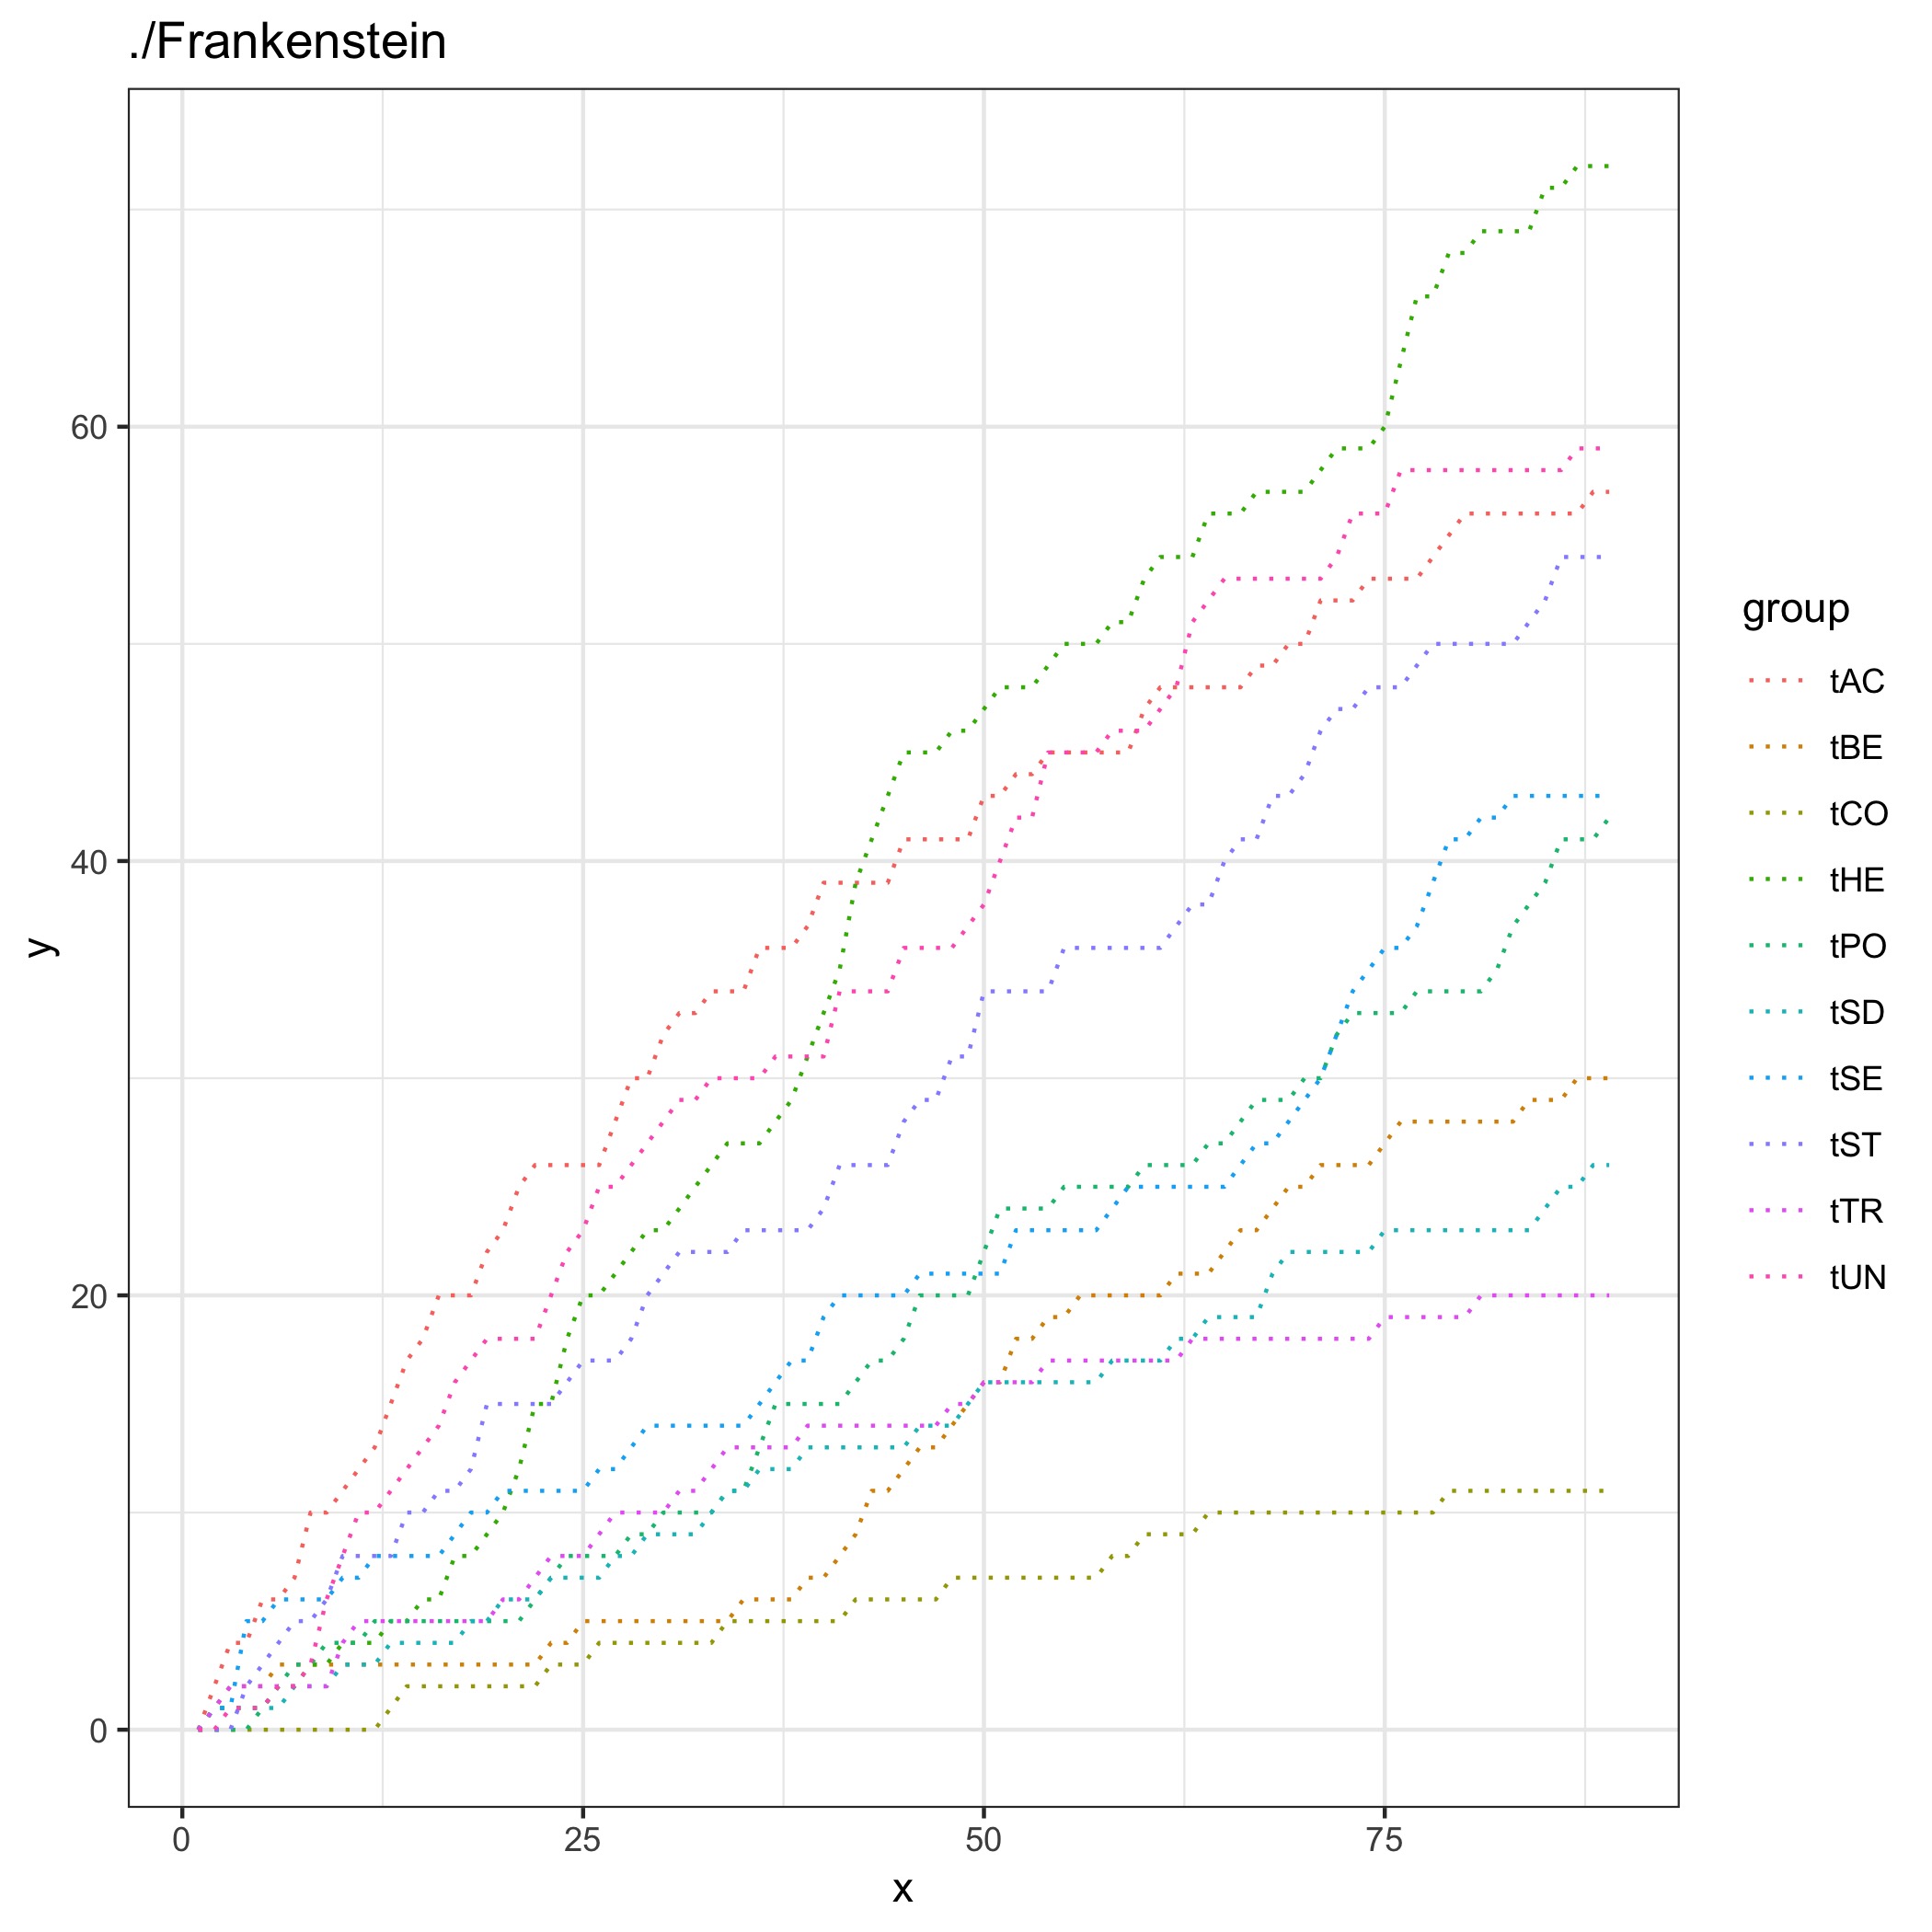 ./Frankenstein
60
40
20
0
y
0 25 50 75
x
group
tAC
tBE
tCO
tHE
tPO
tSD
tSE
tST
tTR
tUN